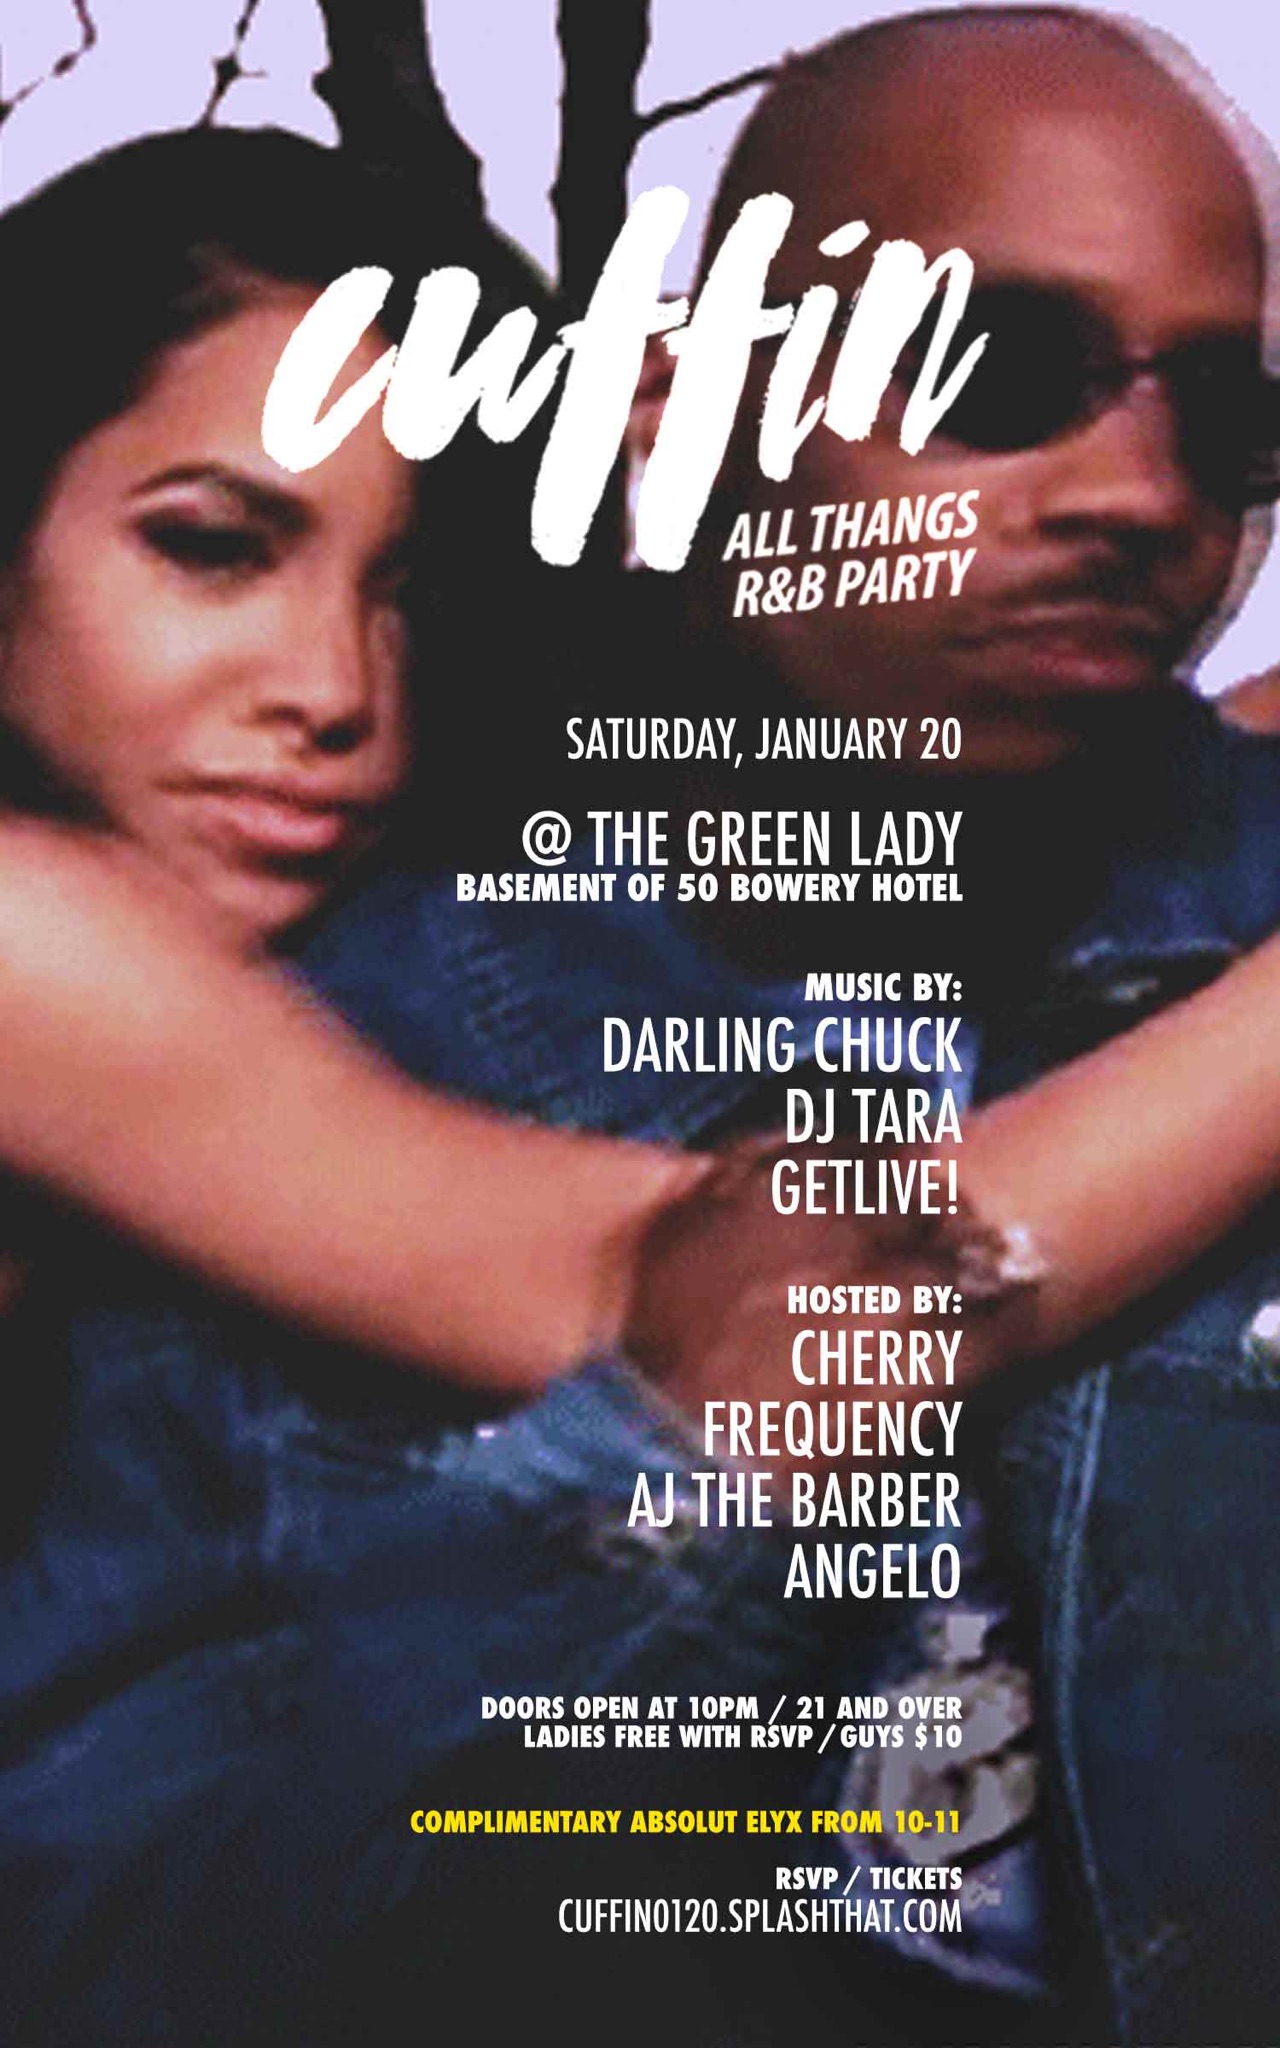 cuffin
ALL THANGS
R&B PARTY
SATURDAY, JANUARY 20
@ THE GREEN LADY
BASEMENT OF 50 BOWERY HOTEL
MUSIC BY:
DARLING CHUCK
DJ TARA
GETLIVE!
HOSTED BY:
CHERRY
FREQUENCY
AJ THE BARBER
ANGELO
DOORS OPEN AT 10PM / 21 AND OVER
LADIES FREE WITH RSVP / GUYS $10
COMPLIMENTARY ABSOLUT ELYX FROM 10-11
RSVP / TICKETS
CUFFIN0120.SPLASHTHAT.COM